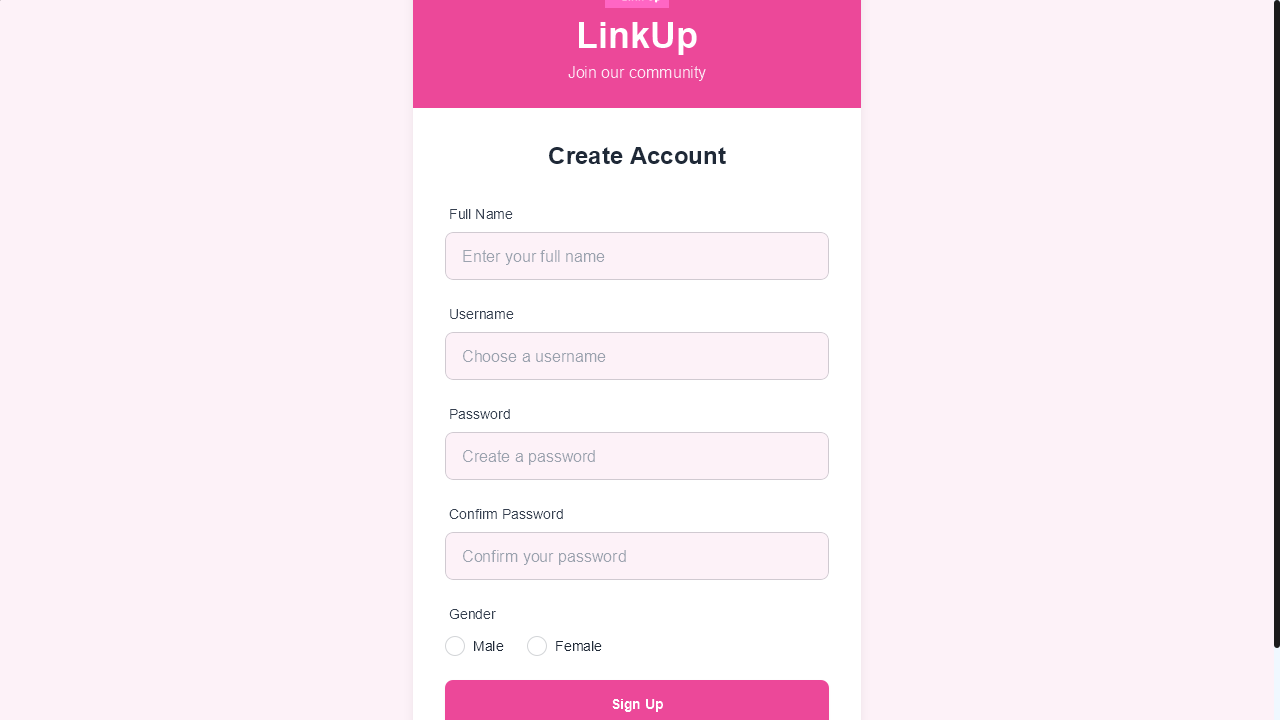 LinkUp
Join our community
Create Account
Full Name
Enter your full name
Username
Choose a username
Password
Create a password
Confirm Password
Confirm your password
Gender
Male Female
Sign Up